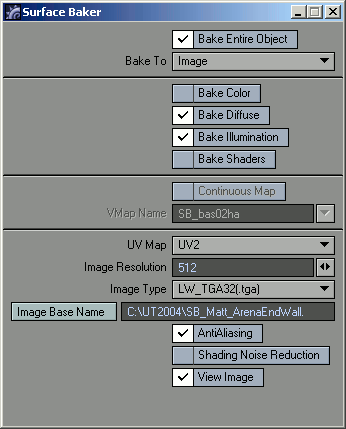 Surface Baker
Bake Entire Object
Bake To Image
Bake Color
Bake Diffuse
Bake Illumination
Bake Shaders
Continuous Map
VMap Name SB_bas02ha
UV Map UV2
Image Resolution 512
Image Type LW_TGA32(.tga)
Image Base Name C:\UT2004\SB_Matt_ArenaEndWall.
AntiAliasing
Shading Noise Reduction
View Image